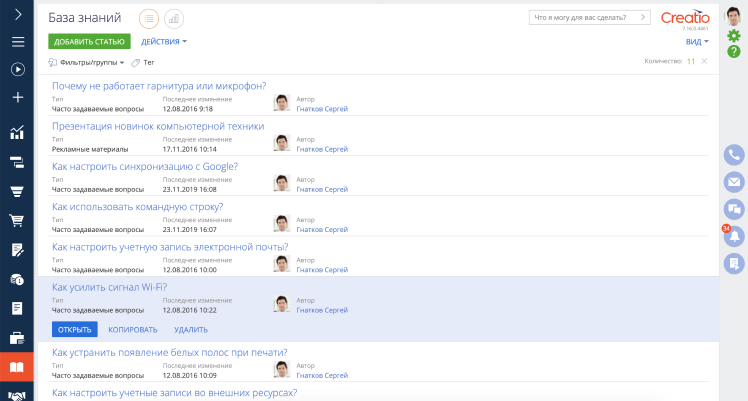 База знаний
Что я могу для вас сделать?
Creatio
7.16.0.4461
ДОБАВИТЬ СТАТЬЮ
ДЕЙСТВИЯ
ВИД
Фильтры/группы
Тег
Количество: 11
Почему не работает гарнитура или микрофон?
Тип Последнее изменение Автор
Часто задаваемые вопросы 12.08.2016 9:18 Гнатков Сергей
Презентация новинок компьютерной техники
Тип Последнее изменение Автор
Рекламные материалы 17.11.2016 10:14 Гнатков Сергей
Как настроить синхронизацию с Google?
Тип Последнее изменение Автор
Часто задаваемые вопросы 23.11.2019 16:08 Гнатков Сергей
Как использовать командную строку?
Тип Последнее изменение Автор
Часто задаваемые вопросы 23.11.2019 16:07 Гнатков Сергей
Как настроить учетную запись электронной почты?
Тип Последнее изменение Автор
Часто задаваемые вопросы 12.08.2016 10:00 Гнатков Сергей
Как усилить сигнал Wi-Fi?
Тип Последнее изменение Автор
Часто задаваемые вопросы 12.08.2016 10:22 Гнатков Сергей
ОТКРЫТЬ КОПИРОВАТЬ УДАЛИТЬ
Как устранить появление белых полос при печати?
Тип Последнее изменение Автор
Часто задаваемые вопросы 12.08.2016 10:09 Гнатков Сергей
Как настроить учетные записи во внешних ресурсах?
34